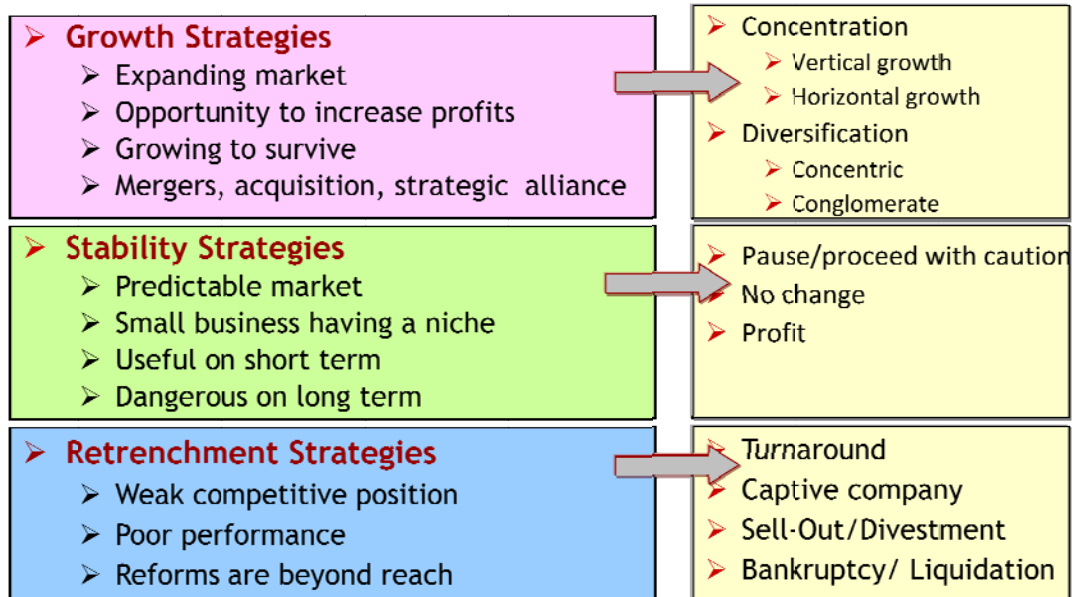 Growth Strategies
Expanding market
Opportunity to increase profits
Growing to survive
Mergers, acquisition, strategic alliance
Concentration
Vertical growth
Horizontal growth
Diversification
Concentric
Conglomerate
Stability Strategies
Predictable market
Small business having a niche
Useful on short term
Dangerous on long term
Pause/proceed with caution
No change
Profit
Retrenchment Strategies
Weak competitive position
Poor performance
Reforms are beyond reach
Turnaround
Captive company
Sell-Out/Divestment
Bankruptcy/ Liquidation